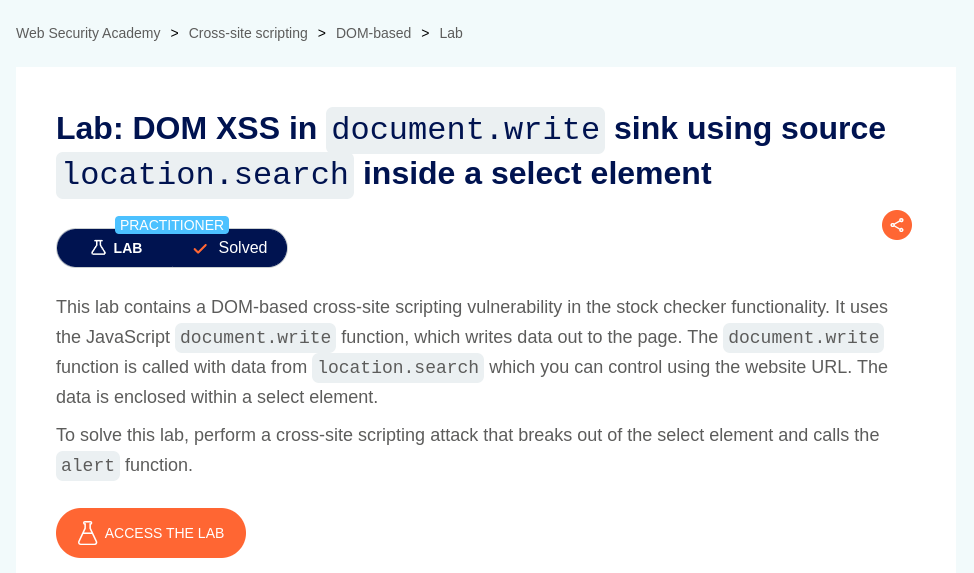 Web Security Academy > Cross-site scripting > DOM-based > Lab
Lab: DOM XSS in document.write sink using source
location.search inside a select element
PRACTITIONER
LAB Solved
This lab contains a DOM-based cross-site scripting vulnerability in the stock checker functionality. It uses
the JavaScript document.write function, which writes data out to the page. The document.write
function is called with data from location.search which you can control using the website URL. The
data is enclosed within a select element.
To solve this lab, perform a cross-site scripting attack that breaks out of the select element and calls the
alert function.
ACCESS THE LAB